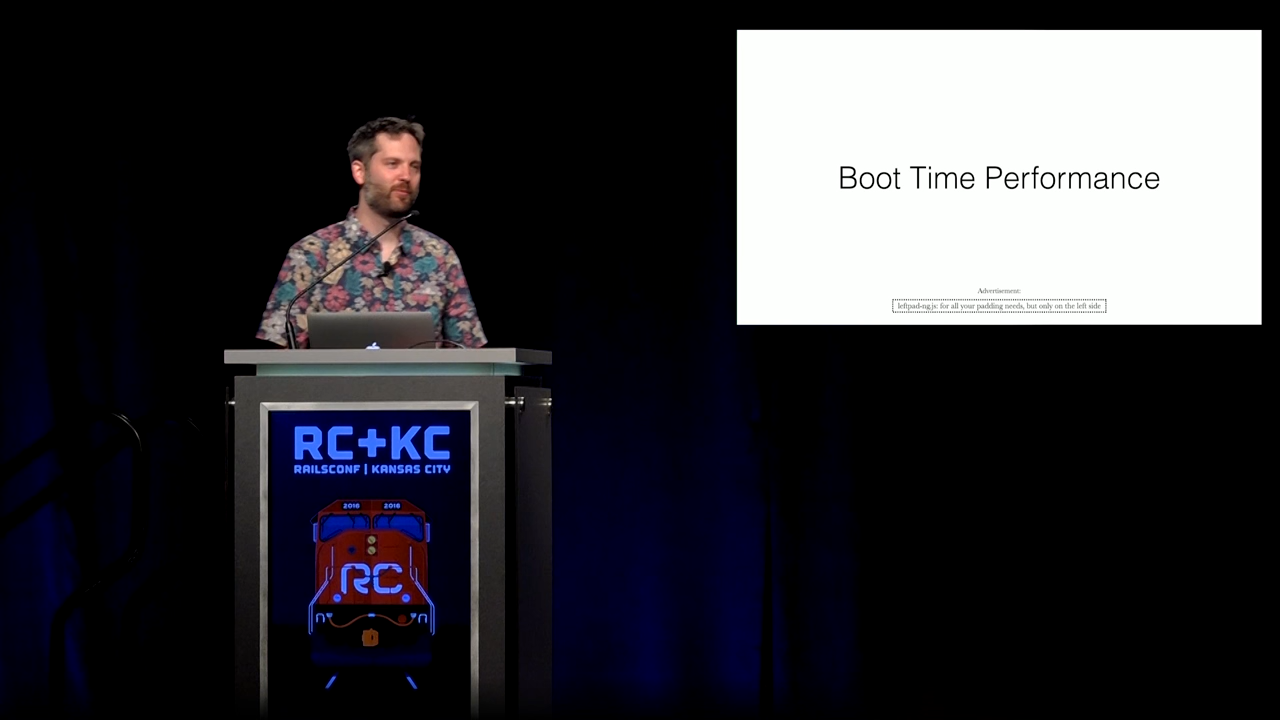 Boot Time Performance
Advertisement:
leftpad-ng.js: for all your padding needs, but only on the left side
RC+KC
RAILSCONF | KANSAS CITY
2016 2016
RC